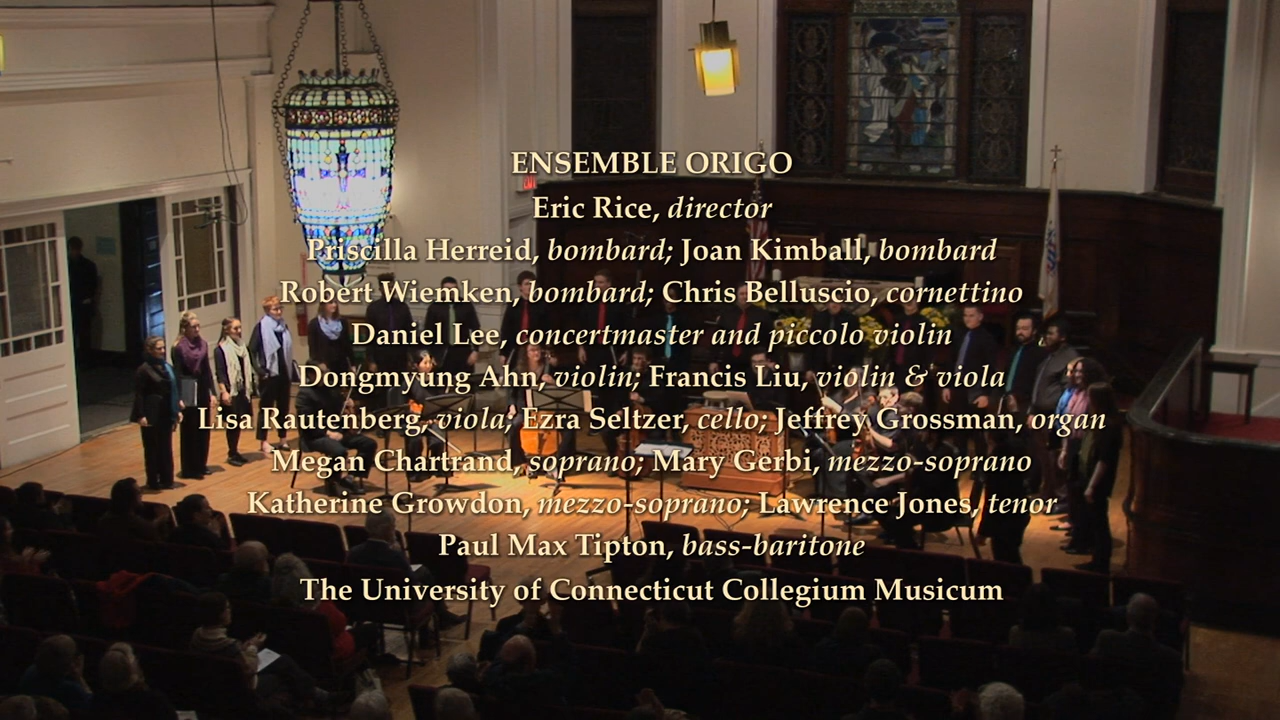 ENSEMBLE ORIGO
Eric Rice, director
Priscilla Herreid, bombard; Joan Kimball, bombard
Robert Wiemken, bombard; Chris Belluscio, cornettino
Daniel Lee, concertmaster and piccolo violin
Dongmyung Ahn, violin; Francis Liu, violin & viola
Lisa Rautenberg, viola; Ezra Seltzer, cello; Jeffrey Grossman, organ
Megan Chartrand, soprano; Mary Gerbi, mezzo-soprano
Katherine Growdon, mezzo-soprano; Lawrence Jones, tenor
Paul Max Tipton, bass-baritone
The University of Connecticut Collegium Musicum